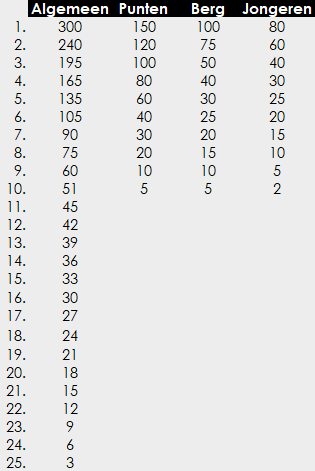 Algemeen Punten Berg Jongeren
1. 300 150 100 80
2. 240 120 75 60
3. 195 100 50 40
4. 165 80 40 30
5. 135 60 30 25
6. 105 40 25 20
7. 90 30 20 15
8. 75 20 15 10
9. 60 10 10 5
10. 51 5 5 2
11. 45
12. 42
13. 39
14. 36
15. 33
16. 30
17. 27
18. 24
19. 21
20. 18
21. 15
22. 12
23. 9
24. 6
25. 3